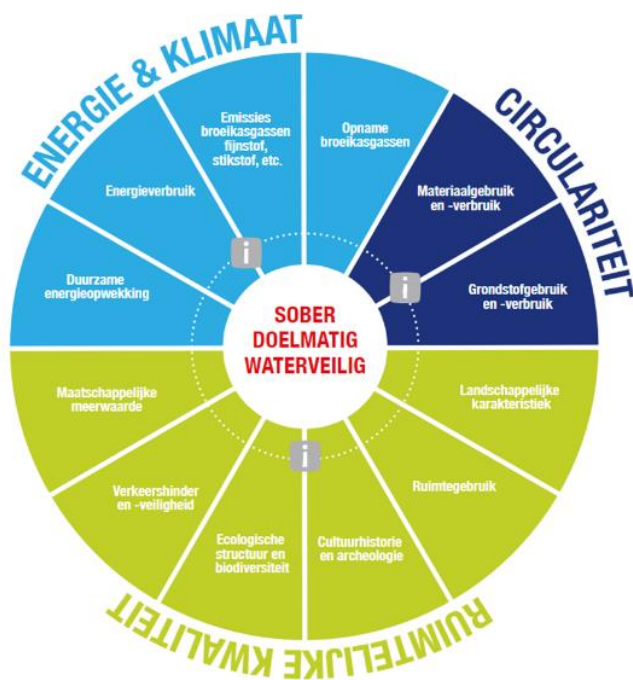 ENERGIE & KLIMAAT
CIRCULARITEIT
Emissies
broeikasgassen
fijnstof,
stikstof, etc.
Opname
broeikasgassen
Energieverbruik
Materiaalgebruik
en -verbruik
Duurzame
energieopwekking
Grondstofgebruik
en -verbruik
i
i
SOBER
DOELMATIG
WATERVEILIG
Maatschappelijke
meerwaarde
Landschappelijke
karakteristiek
i
Verkeershinder
en -veiligheid
Ruimtegebruik
Ecologische
structuur en
biodiversiteit
Cultuurhistorie
en archeologie
RUIMTELIJKE KWALITEIT